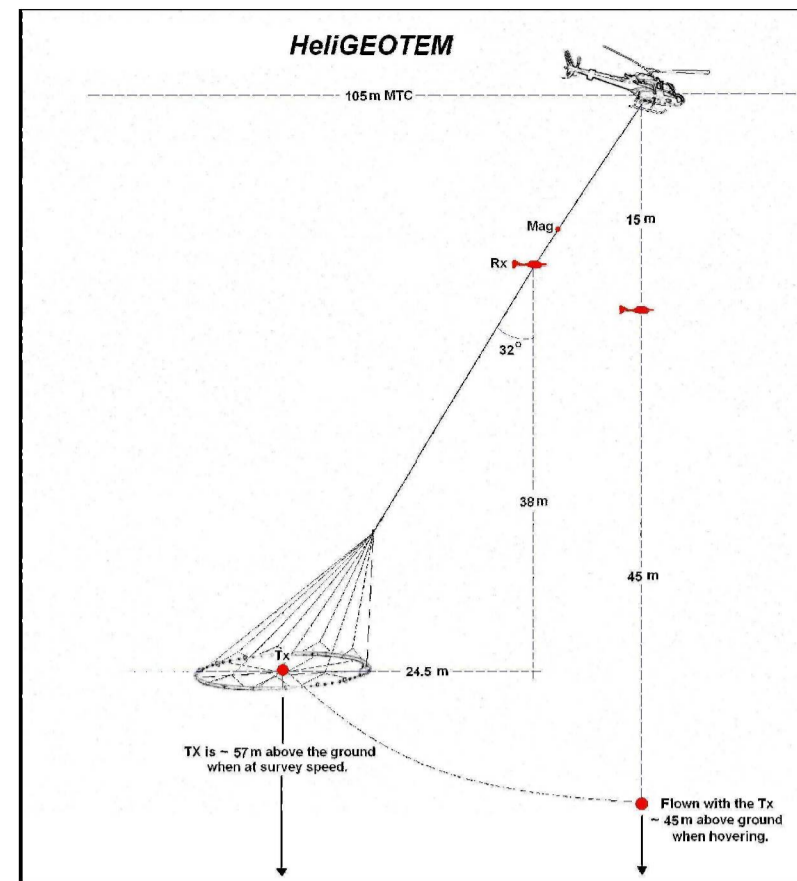 HeliGEOTEM
105 m MTC
15 m
Mag
Rx
32°
38 m
45 m
Tx
24.5 m
TX is ~ 57 m above the ground
when at survey speed.
Flown with the Tx
~ 45 m above ground
when hovering.